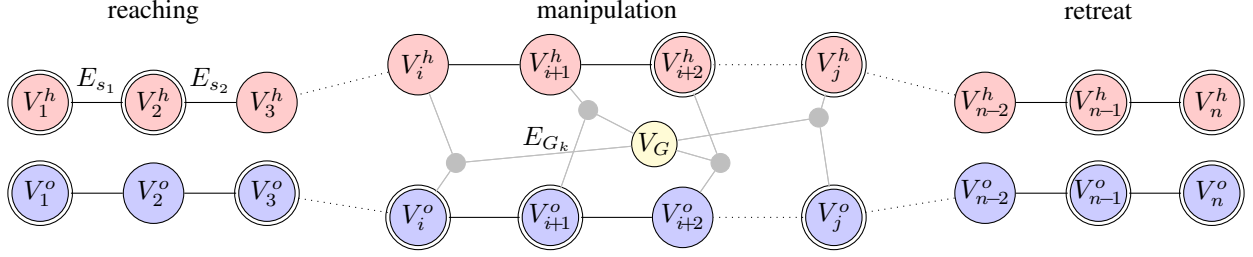 reaching manipulation retreat
E_{s_1} E_{s_2}
V_1^h V_2^h V_3^h V_i^h V_{i+1}^h V_{i+2}^h V_j^h V_{n-2}^h V_{n-1}^h V_n^h
E_{G_k} V_G
V_1^o V_2^o V_3^o V_i^o V_{i+1}^o V_{i+2}^o V_j^o V_{n-2}^o V_{n-1}^o V_n^o